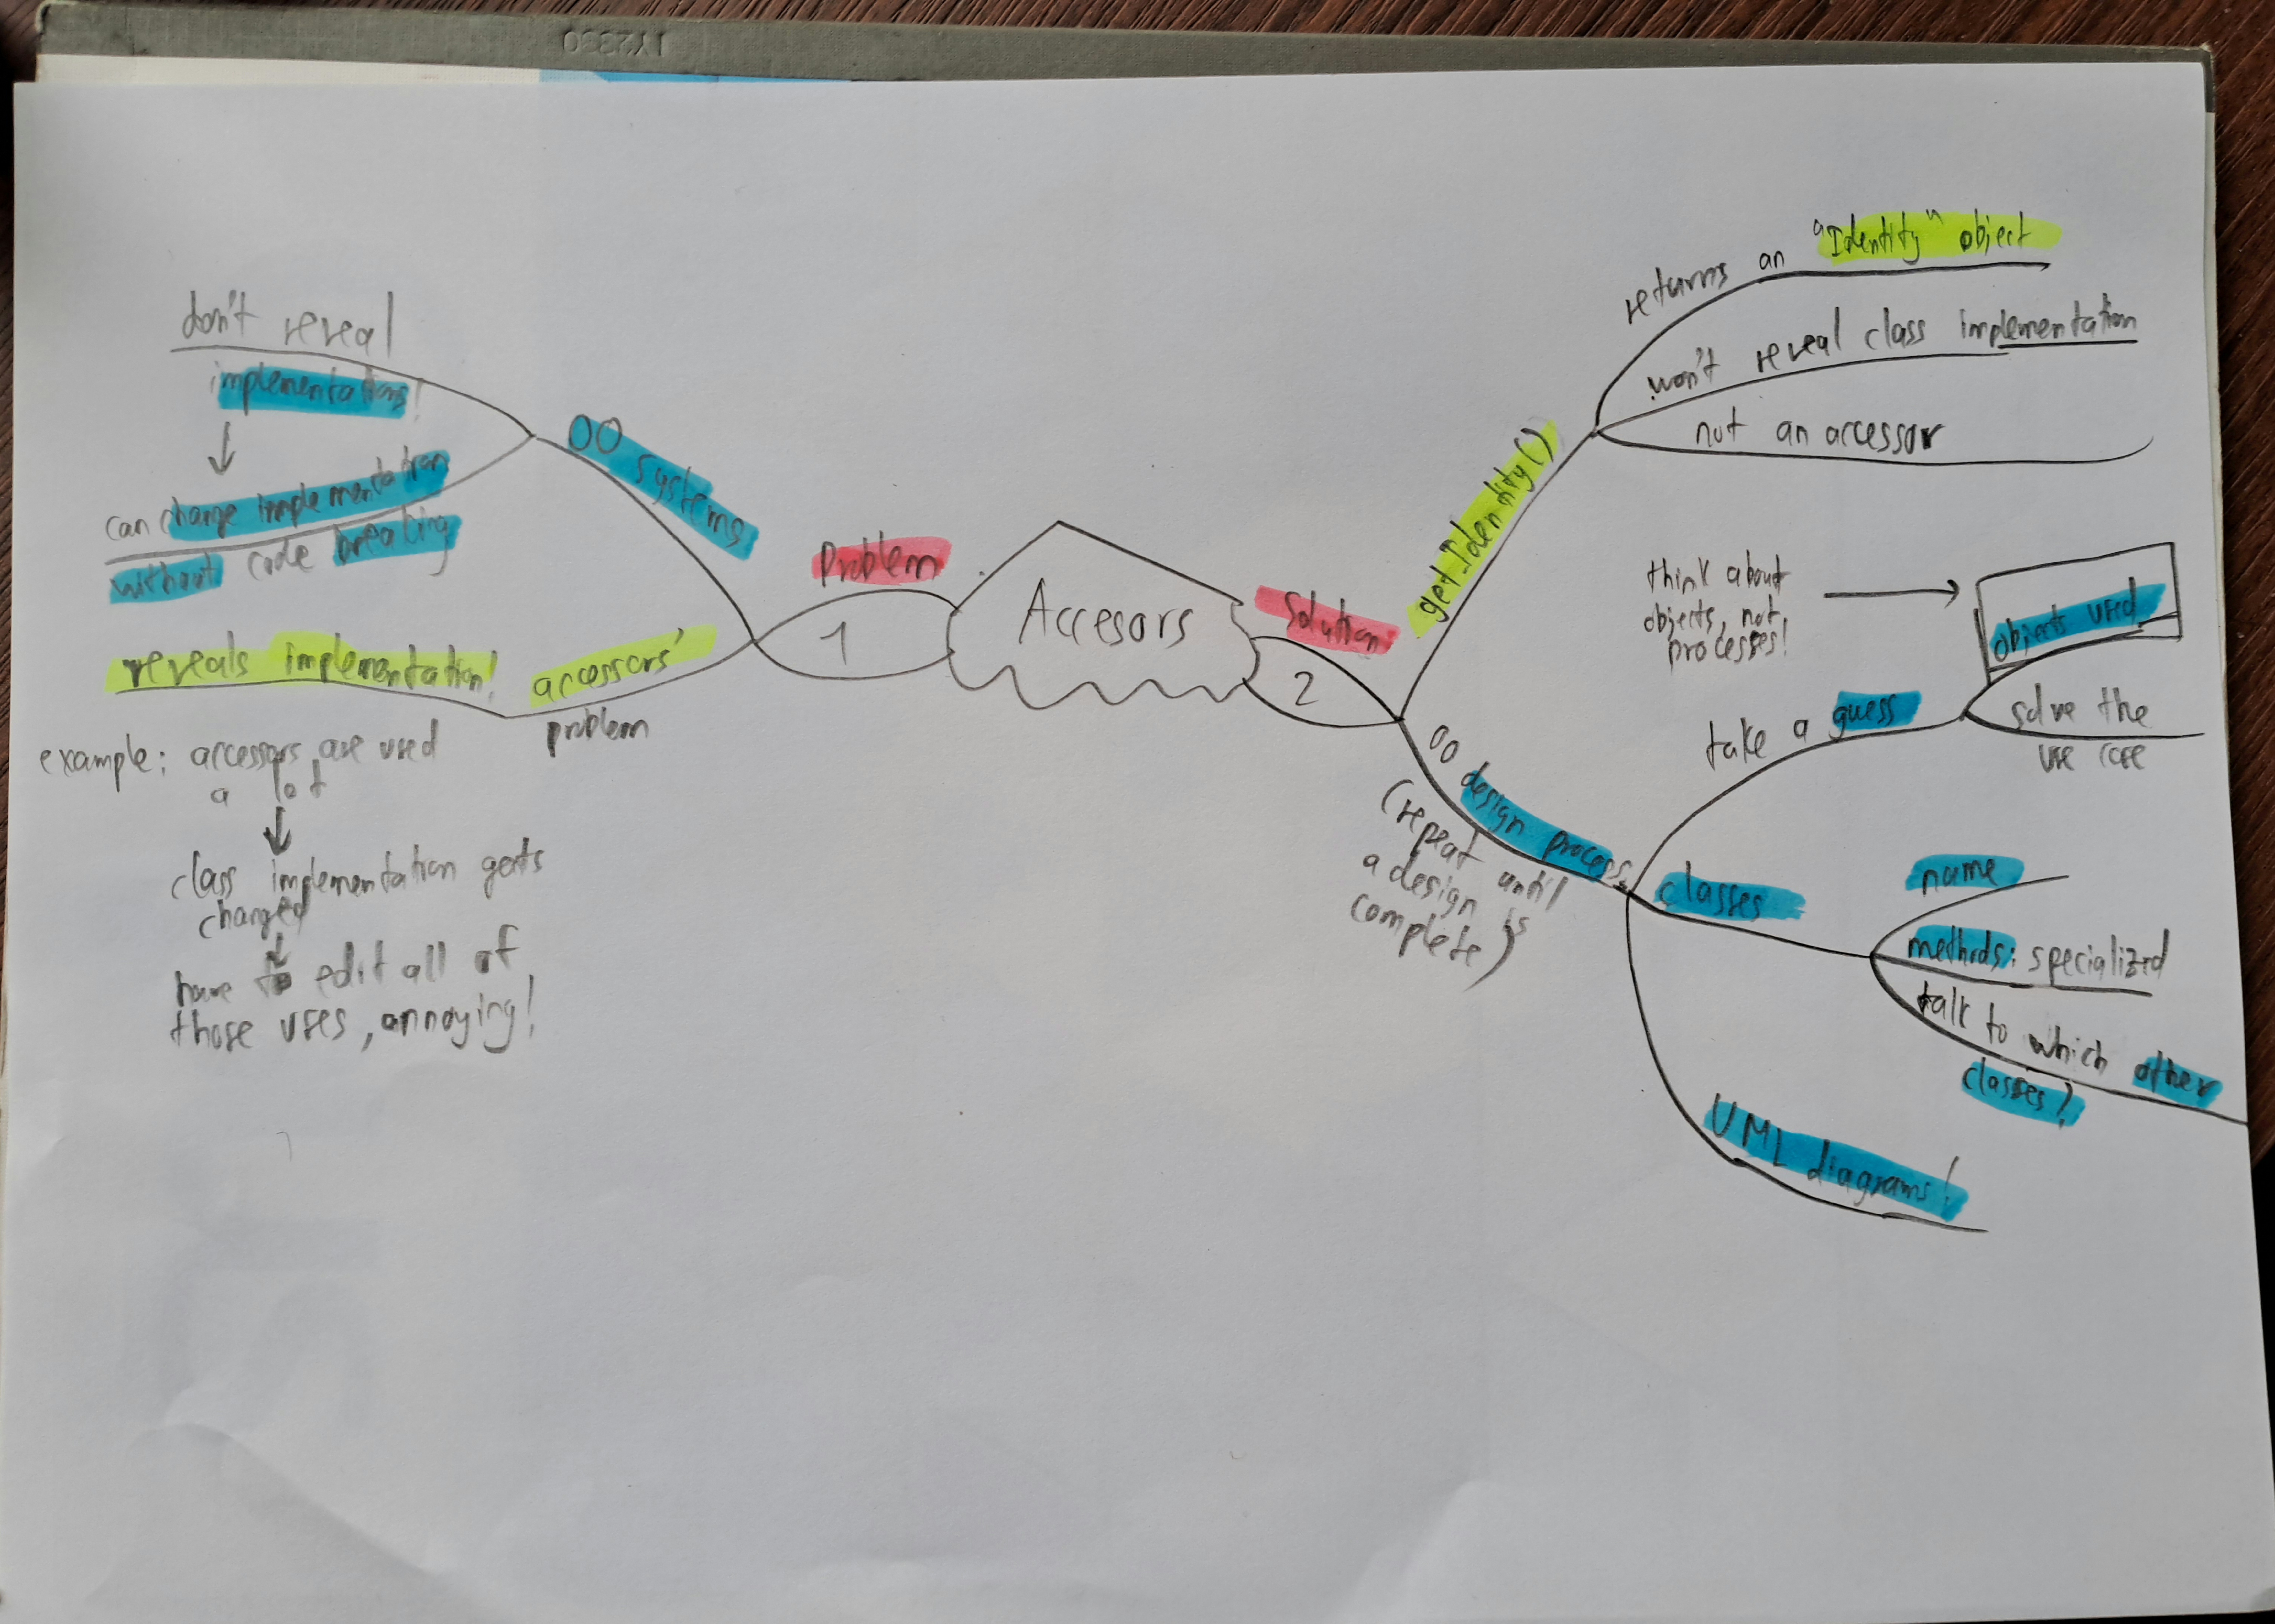 1Y2330
Accesors
1
Problem
OO systems
don't reveal
implementations!
can change implementation
without code breaking
accessors'
problem
reveals implementation!
example: accessors are used
a lot
class implementation gets
changed
have to edit all of
those uses, annoying!
2
Solution
getIdentity()
returns an "Identity" object
won't reveal class implementation
not an accessor
OO design process
(repeat until
a design is
complete)
take a guess
think about
objects, not
processes!
objects used
solve the
use case
classes
name
methods: specialized
talk to which other
classes?
UML diagrams!